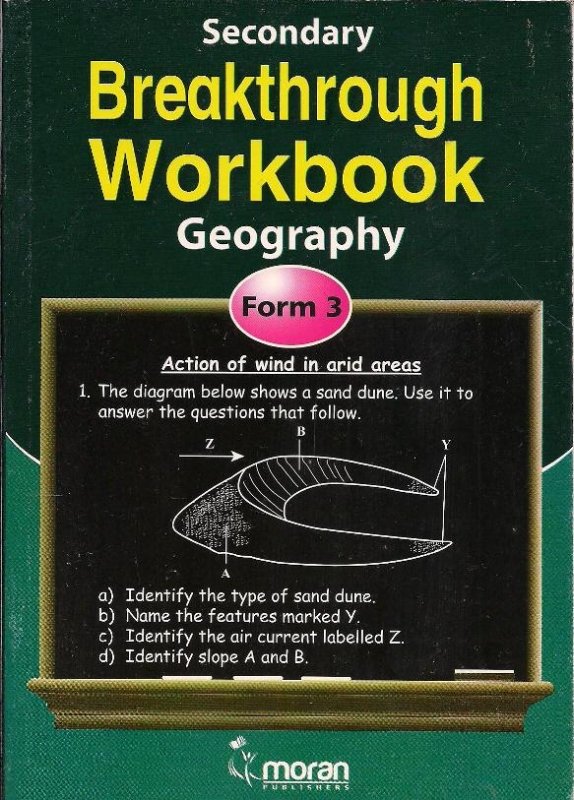 Secondary
Breakthrough
Workbook
Geography
Form 3
Action of wind in arid areas
1. The diagram below shows a sand dune. Use it to
answer the questions that follow.
B
Z
Y
A
a) Identify the type of sand dune.
b) Name the features marked Y.
c) Identify the air current labelled Z.
d) Identify slope A and B.
moran
PUBLISHERS